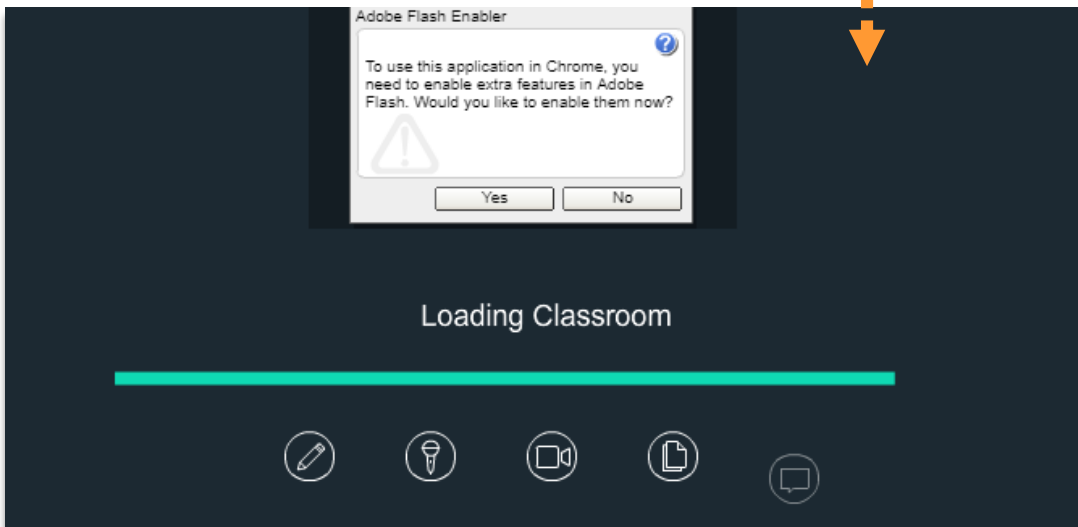 Adobe Flash Enabler
To use this application in Chrome, you
need to enable extra features in Adobe
Flash. Would you like to enable them now?
Yes No
Loading Classroom